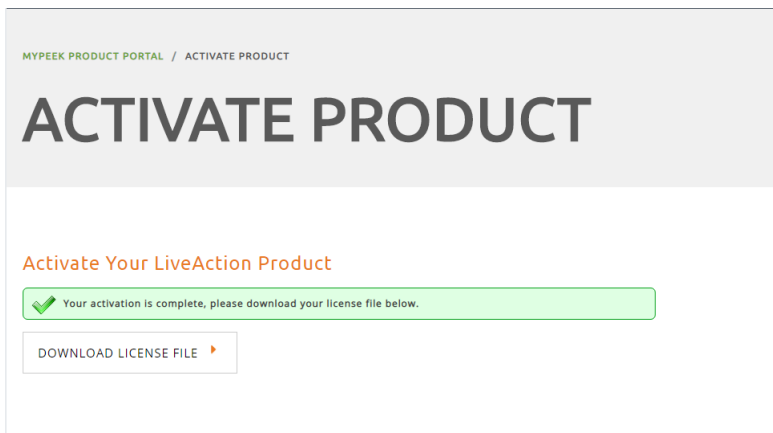 MYPEEK PRODUCT PORTAL / ACTIVATE PRODUCT
ACTIVATE PRODUCT
Activate Your LiveAction Product
Your activation is complete, please download your license file below.
DOWNLOAD LICENSE FILE